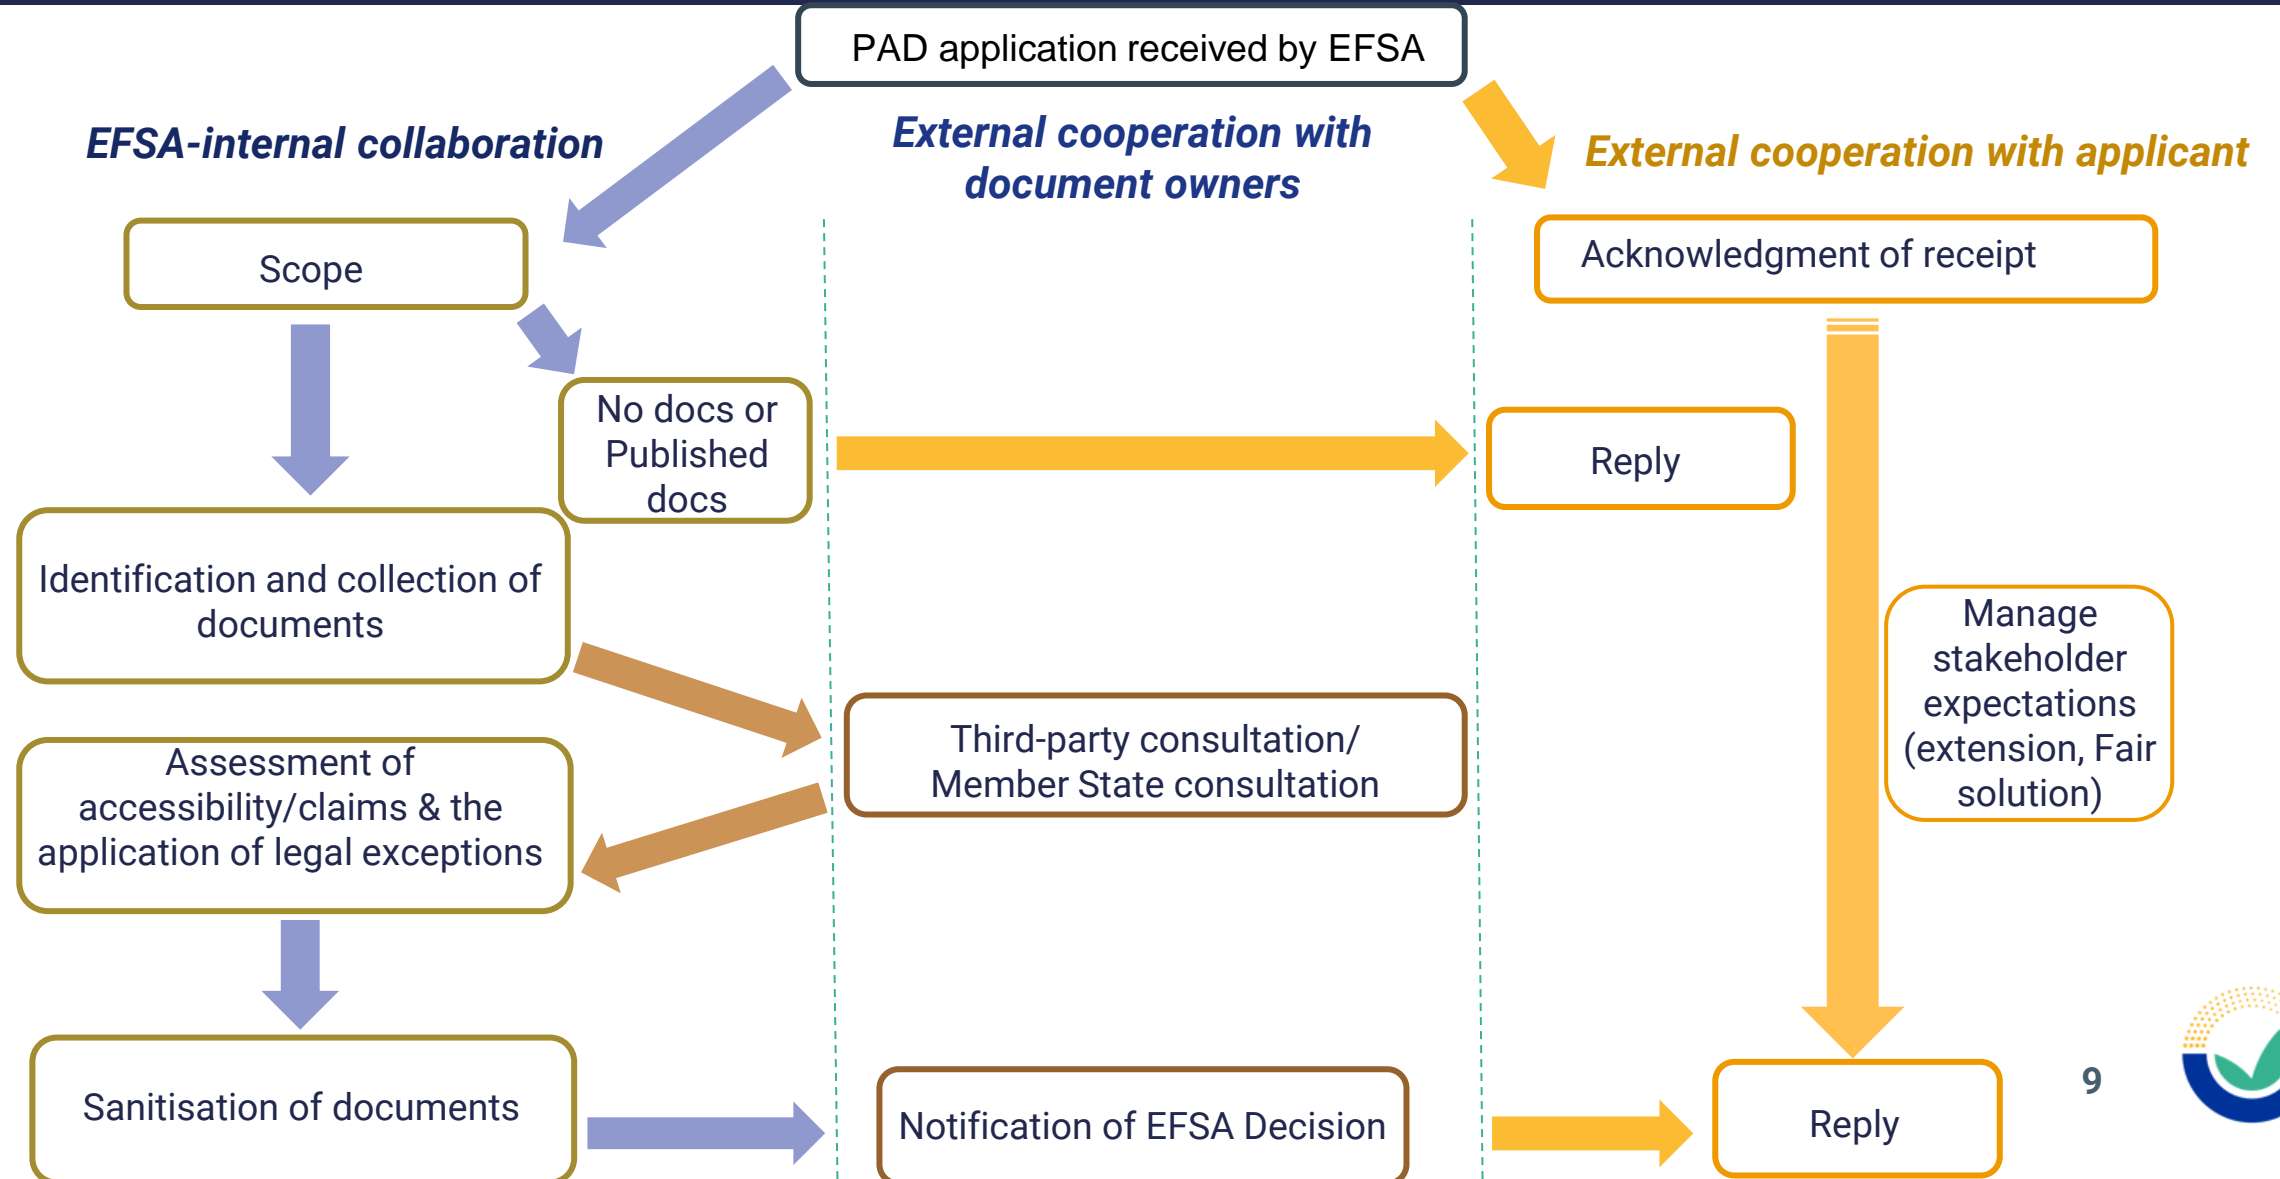 PAD application received by EFSA
EFSA-internal collaboration
External cooperation with
document owners
External cooperation with applicant
Scope
Acknowledgment of receipt
No docs or
Published
docs
Reply
Identification and collection of
documents
Manage
stakeholder
expectations
(extension, Fair
solution)
Third-party consultation/
Member State consultation
Assessment of
accessibility/claims & the
application of legal exceptions
Sanitisation of documents
Notification of EFSA Decision
Reply
9